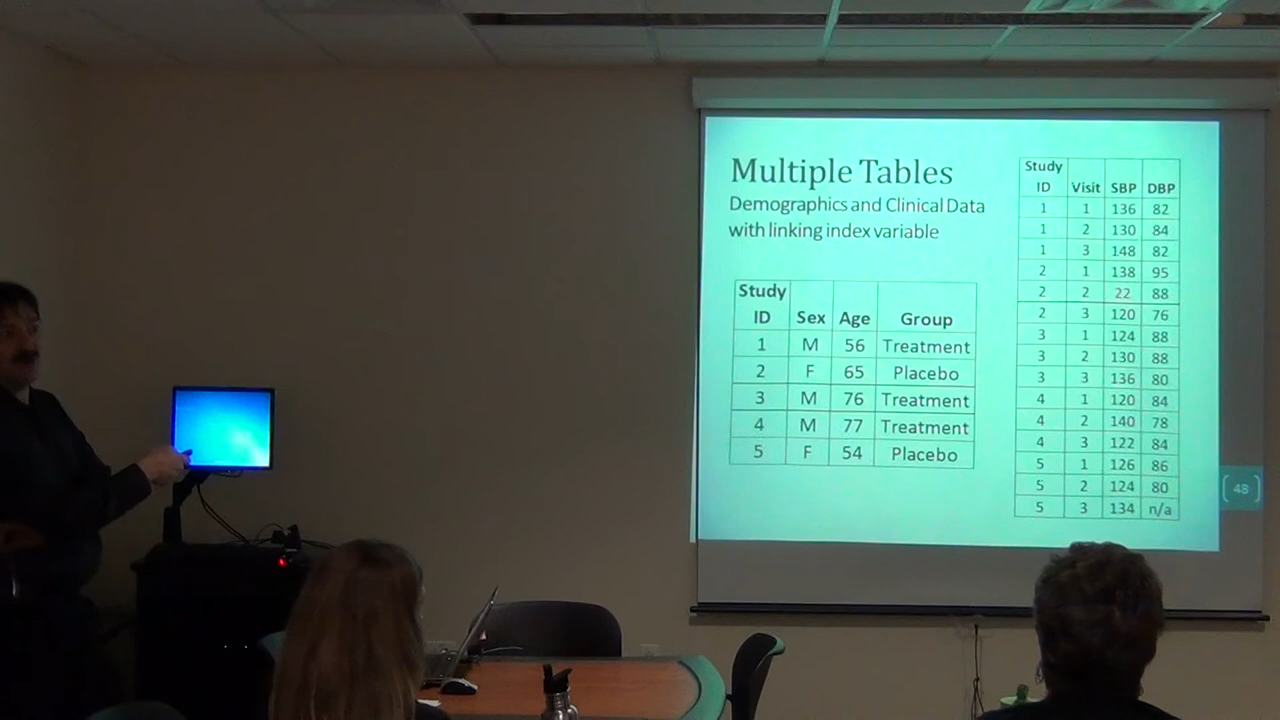 Multiple Tables
Demographics and Clinical Data
with linking index variable
Study
ID Sex Age Group
1 M 56 Treatment
2 F 65 Placebo
3 M 76 Treatment
4 M 77 Treatment
5 F 54 Placebo
Study
ID Visit SBP DBP
1 1 136 82
1 2 130 84
1 3 148 82
2 1 138 95
2 2 22 88
2 3 120 76
3 1 124 88
3 2 130 88
3 3 136 80
4 1 120 84
4 2 140 78
4 3 122 84
5 1 126 86
5 2 124 80
5 3 134 n/a
48